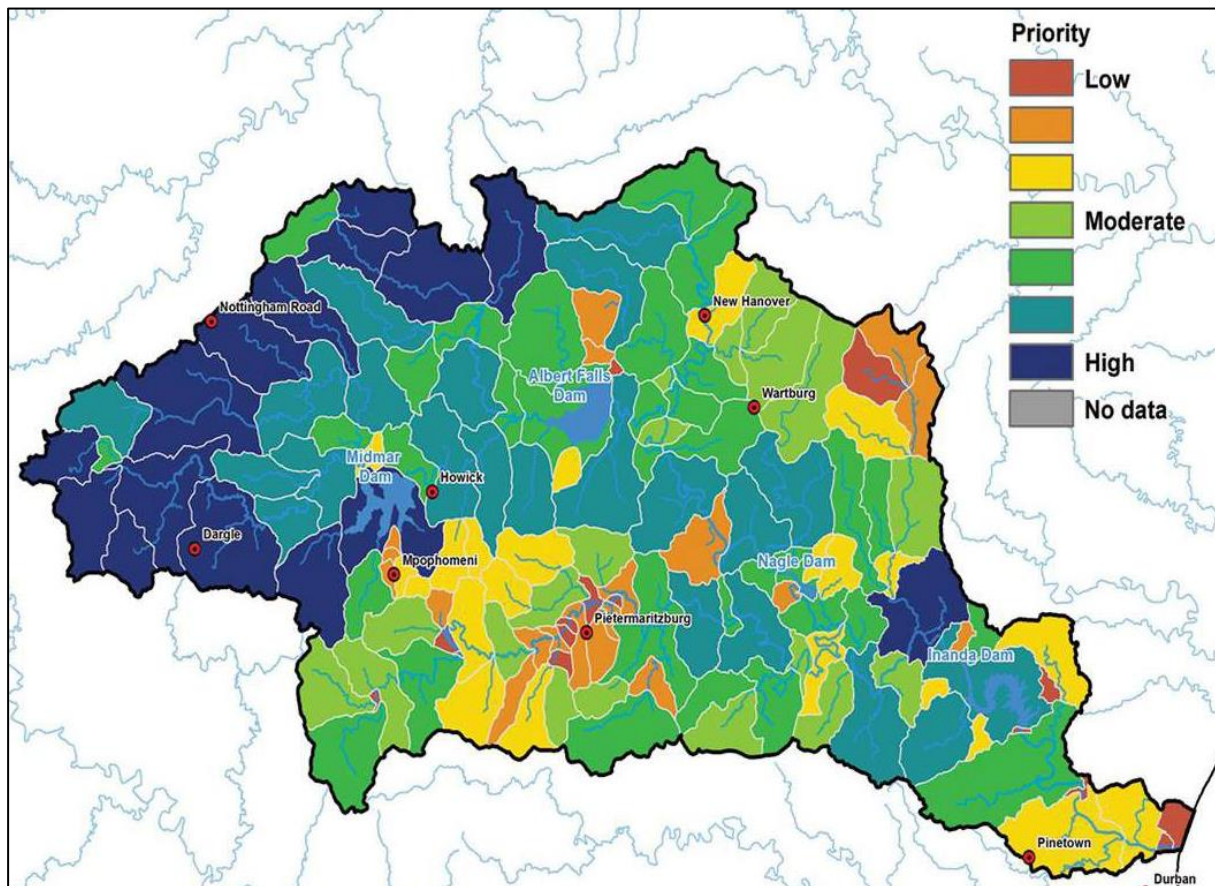 Priority
Low
Moderate
High
No data
Nottingham Road
New Hanover
Albert Falls
Dam
Wartburg
Midmar
Dam
Howick
Dargle
Mpophomeni
Nagle Dam
Pietermaritzburg
Inanda Dam
Pinetown
Durban